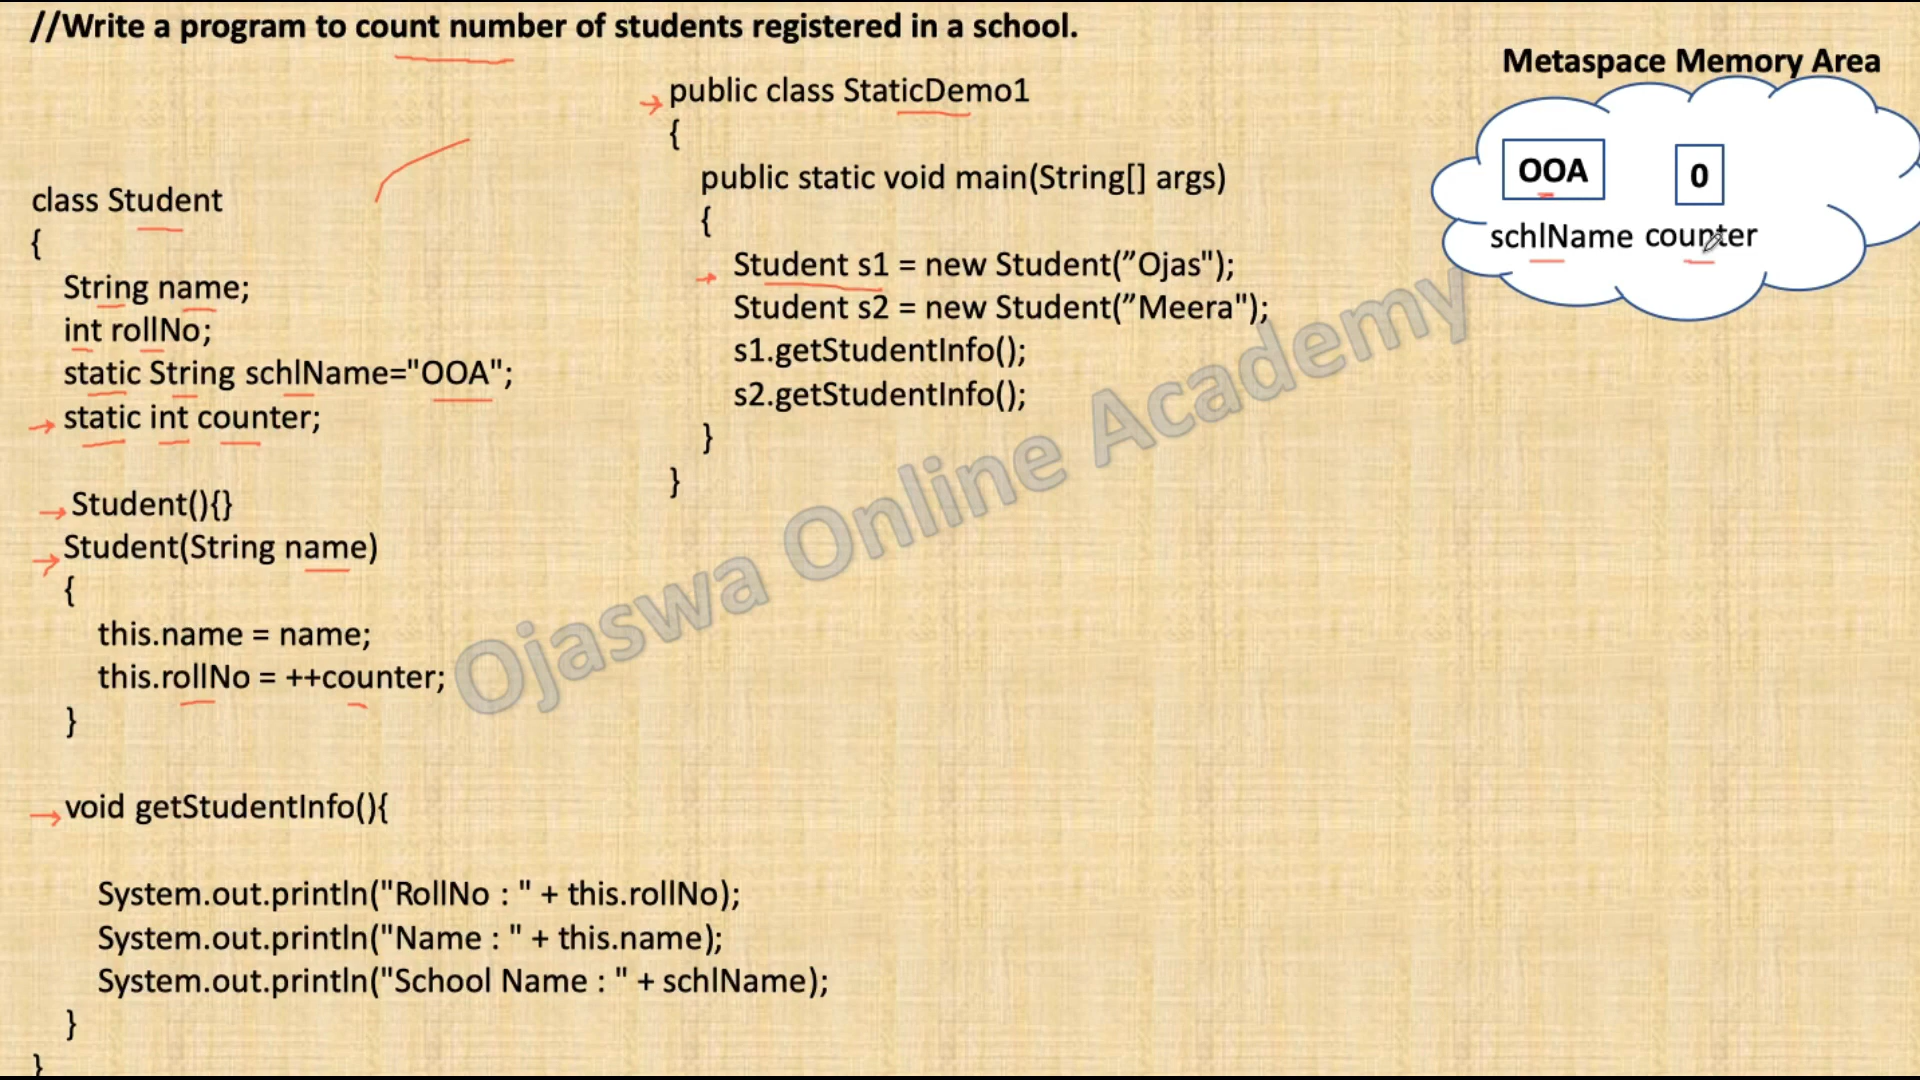 //Write a program to count number of students registered in a school.
class Student
{
String name;
int rollNo;
static String schlName="OOA";
static int counter;
Student(){}
Student(String name)
{
this.name = name;
this.rollNo = ++counter;
}
void getStudentInfo(){
System.out.println("RollNo : " + this.rollNo);
System.out.println("Name : " + this.name);
System.out.println("School Name : " + schlName);
}
}
public class StaticDemo1
{
public static void main(String[] args)
{
Student s1 = new Student(”Ojas");
Student s2 = new Student(”Meera");
s1.getStudentInfo();
s2.getStudentInfo();
}
}
Metaspace Memory Area
OOA 0
schlName counter
Ojaswa Online Academy